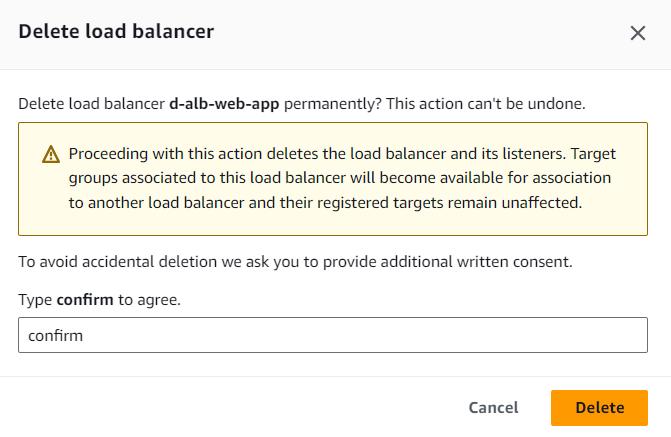 Delete load balancer
Delete load balancer d-alb-web-app permanently? This action can't be undone.
Proceeding with this action deletes the load balancer and its listeners. Target
groups associated to this load balancer will become available for association
to another load balancer and their registered targets remain unaffected.
To avoid accidental deletion we ask you to provide additional written consent.
Type confirm to agree.
confirm
Cancel
Delete